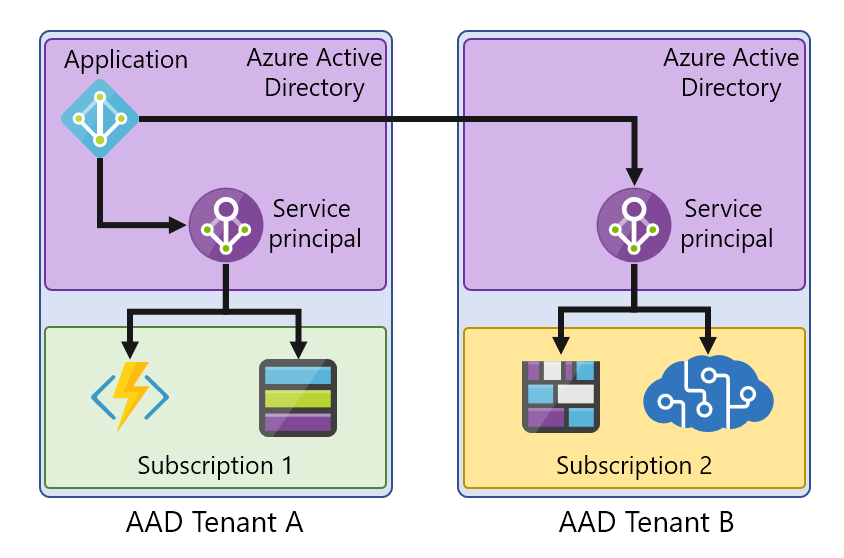 Application
Azure Active
Directory
Service
principal
Subscription 1
AAD Tenant A
Azure Active
Directory
Service
principal
Subscription 2
AAD Tenant B